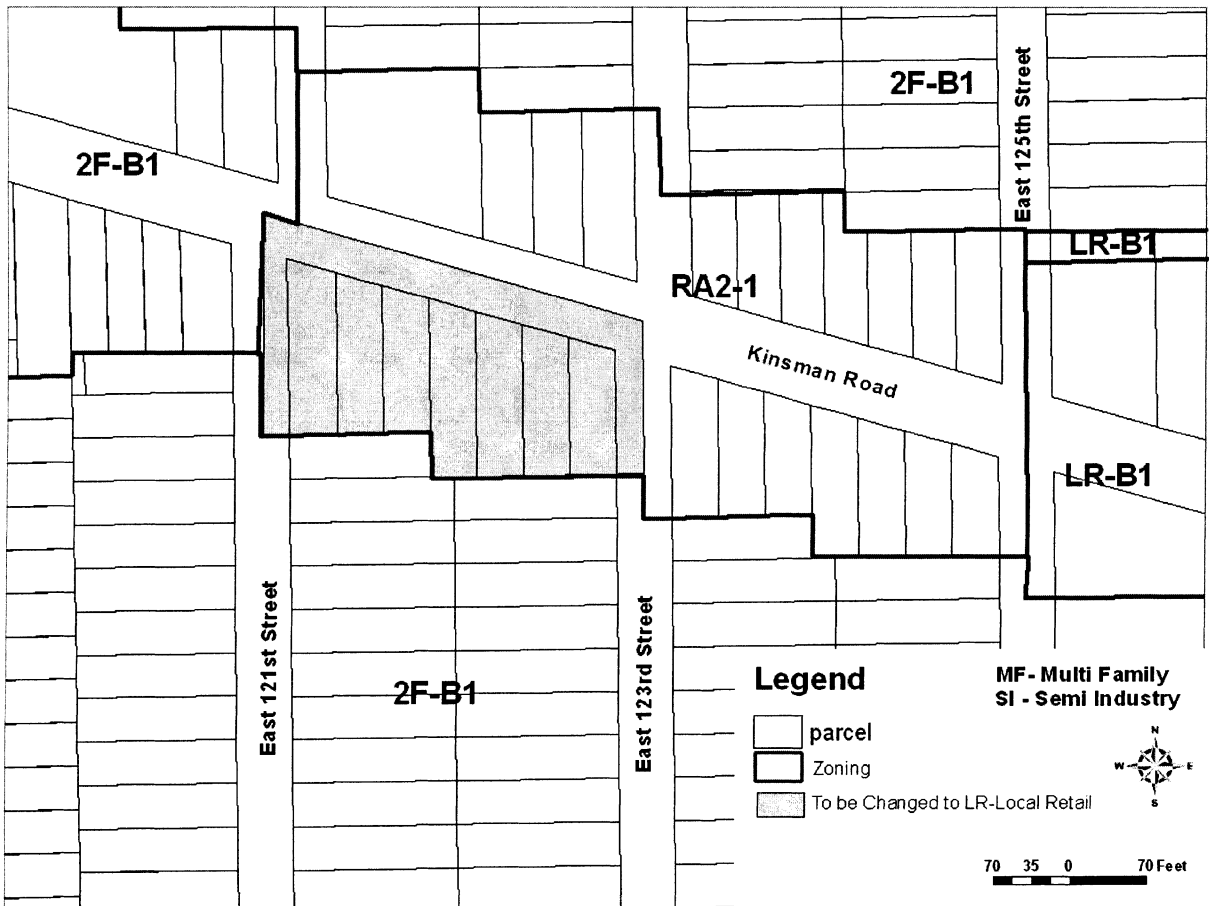 2F-B1
East 125th Street
2F-B1
LR-B1
RA2-1
Kinsman Road
LR-B1
East 121st Street
East 123rd Street
2F-B1
Legend
MF- Multi Family
SI - Semi Industry
parcel
Zoning
To be Changed to LR-Local Retail
N
W
E
S
70 35 0 70 Feet